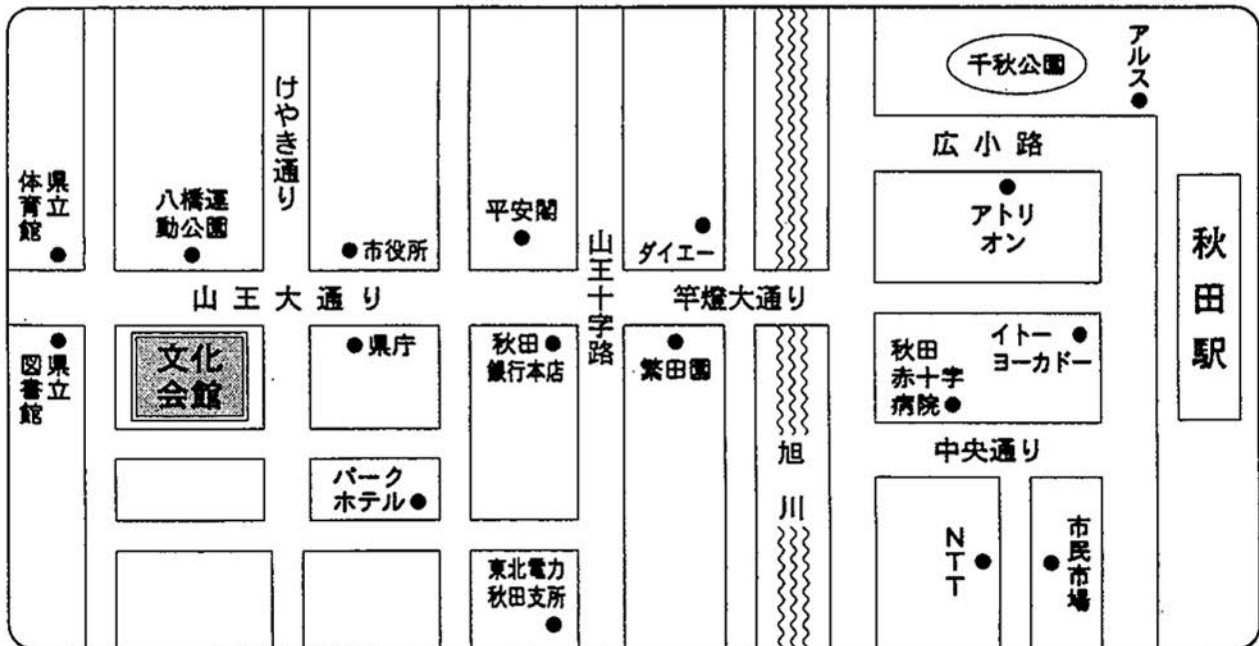 千秋公園
アルス
けやき通り
広小路
県立
体育館
八橋運
動公園
市役所
平安閣
山王十字路
ダイエー
アトリ
オン
秋田駅
山王大通り
竿燈大通り
県立
図書館
文化
会館
県庁
秋田
銀行本店
繁田園
秋田
赤十字
病院
イトー
ヨーカドー
旭川
中央通り
パーク
ホテル
東北電力
秋田支所
NTT
市民市場